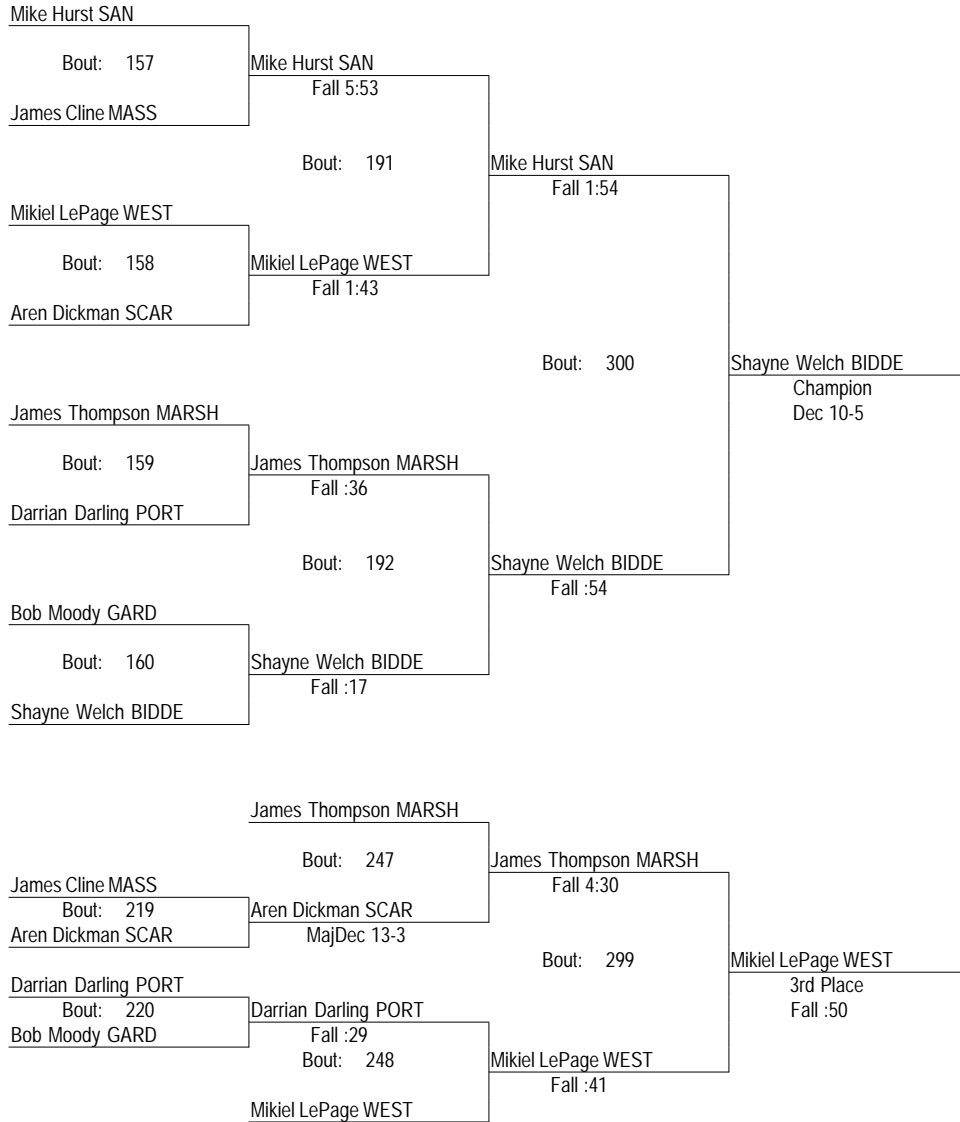 Mike Hurst SAN
Bout: 157 Mike Hurst SAN
Fall 5:53
James Cline MASS
Bout: 191 Mike Hurst SAN
Fall 1:54
Mikiel LePage WEST
Bout: 158 Mikiel LePage WEST
Fall 1:43
Aren Dickman SCAR
Bout: 300 Shayne Welch BIDDE
Champion
James Thompson MARSH Dec 10-5
Bout: 159 James Thompson MARSH
Fall :36
Darrian Darling PORT
Bout: 192 Shayne Welch BIDDE
Fall :54
Bob Moody GARD
Bout: 160 Shayne Welch BIDDE
Fall :17
Shayne Welch BIDDE
James Thompson MARSH
Bout: 247 James Thompson MARSH
James Cline MASS Fall 4:30
Bout: 219 Aren Dickman SCAR
Aren Dickman SCAR MajDec 13-3
Bout: 299 Mikiel LePage WEST
Darrian Darling PORT 3rd Place
Bout: 220 Darrian Darling PORT Fall :50
Bob Moody GARD Fall :29
Bout: 248 Mikiel LePage WEST
Fall :41
Mikiel LePage WEST